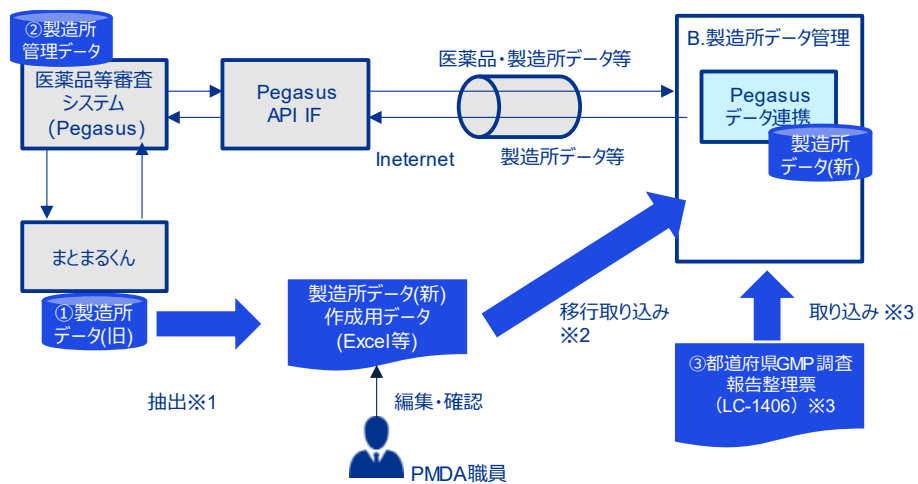 ②製造所
管理データ
医薬品等審査
システム
(Pegasus)
Pegasus
API IF
医薬品・製造所データ等
Ineternet
製造所データ等
B.製造所データ管理
Pegasus
データ連携
製造所
データ(新)
まとまるくん
①製造所
データ(旧)
抽出※1
製造所データ(新)
作成用データ
(Excel等)
編集・確認
PMDA職員
移行取り込み
※2
取り込み ※3
③都道府県GMP調査
報告整理票
（LC-1406）※3